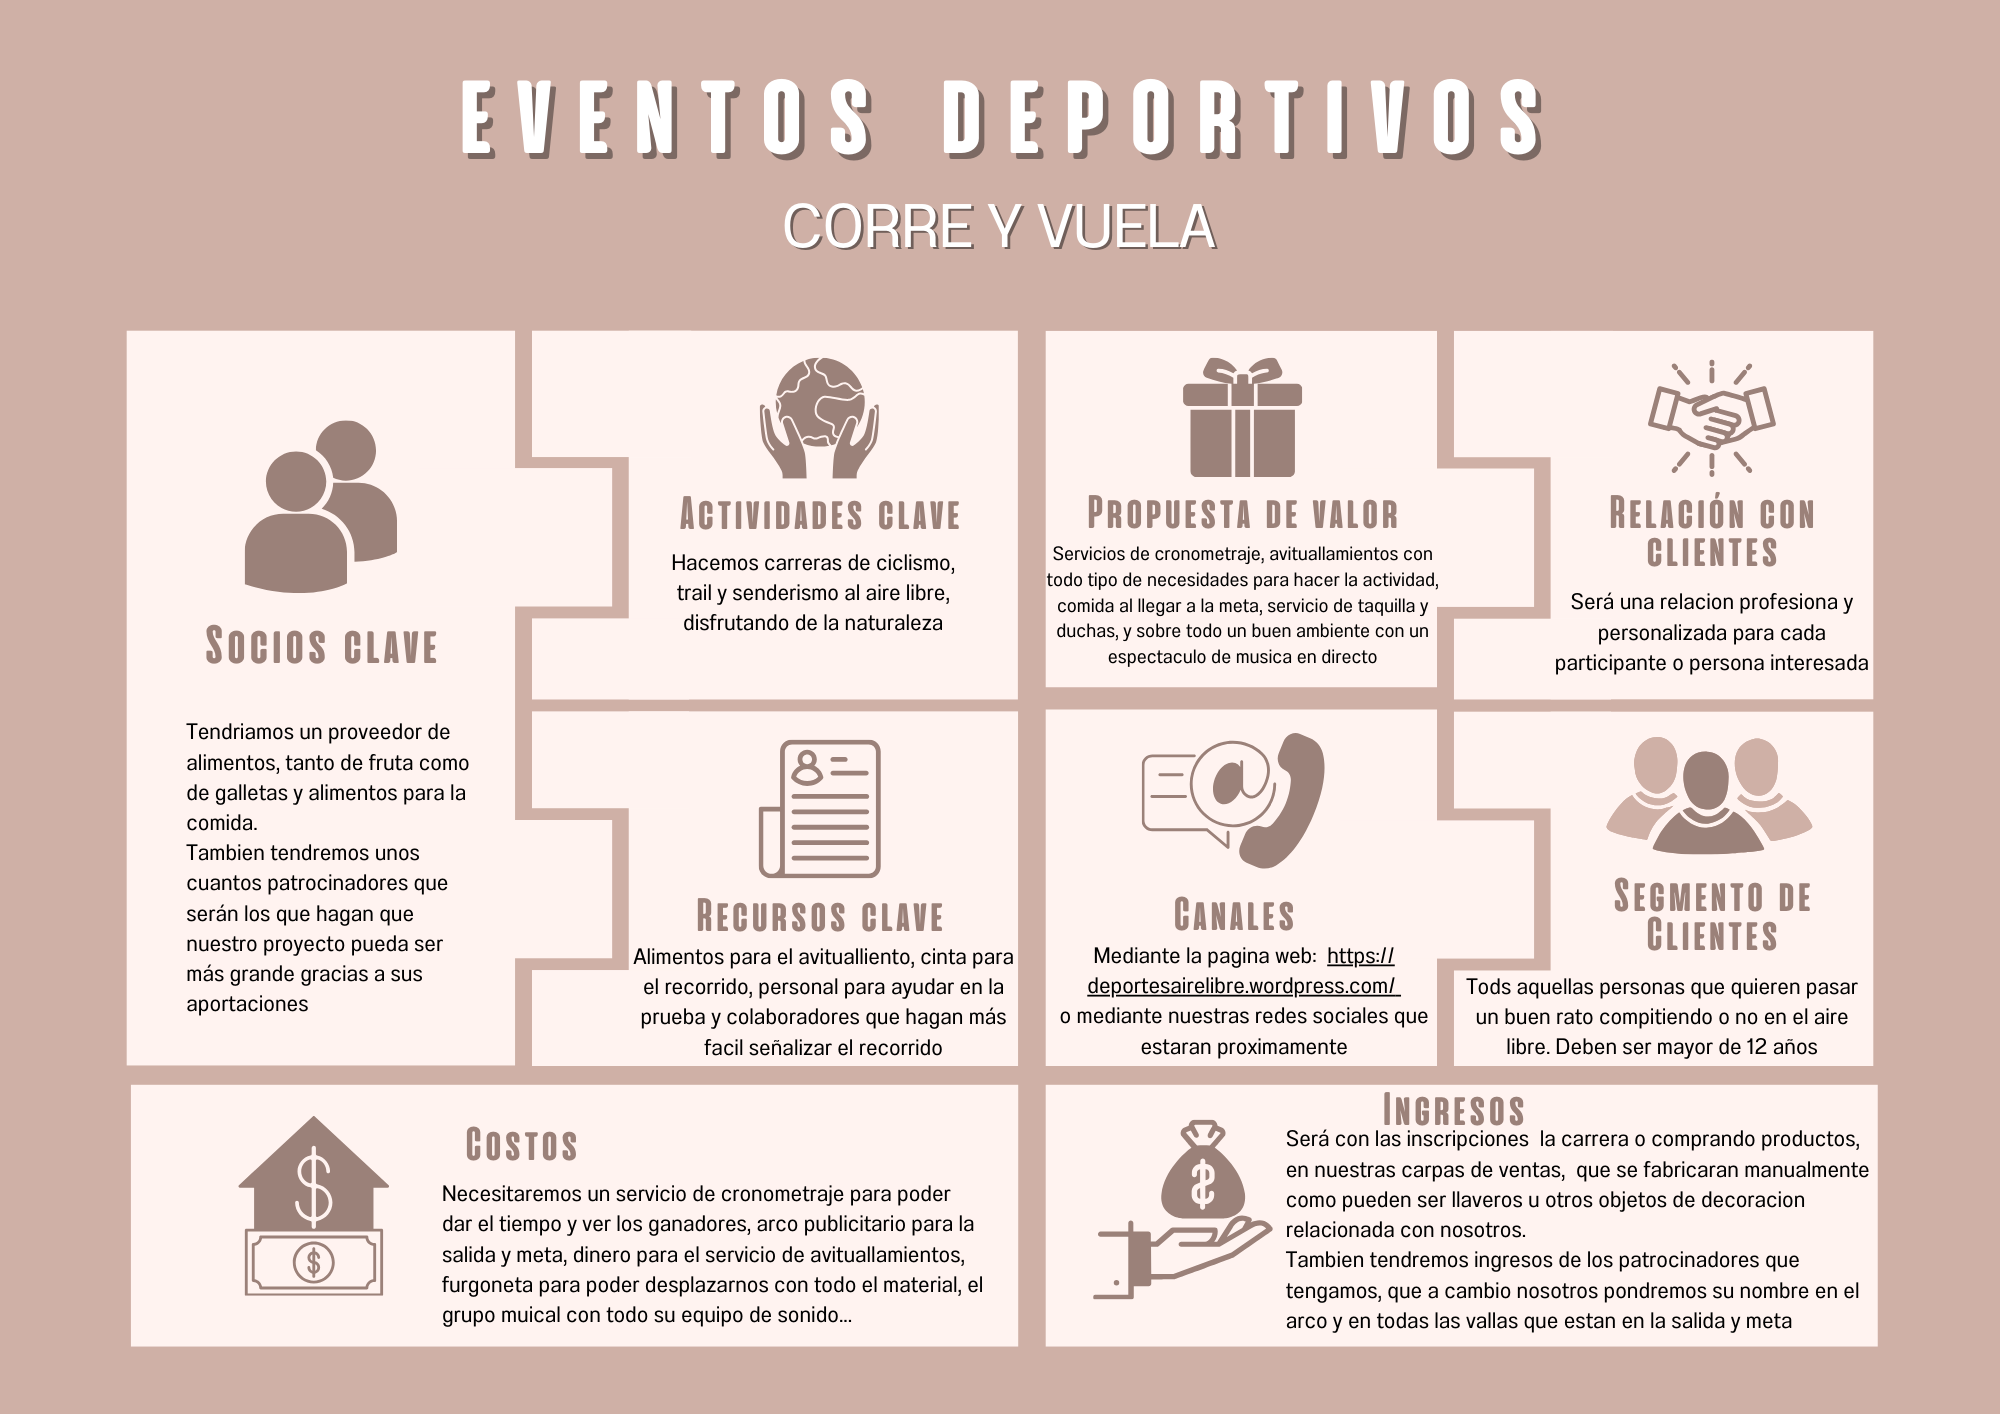 EVENTOS DEPORTIVOS
CORRE Y VUELA
SOCIOS CLAVE
Tendriamos un proveedor de
alimentos, tanto de fruta como
de galletas y alimentos para la
comida.
Tambien tendremos unos
cuantos patrocinadores que
serán los que hagan que
nuestro proyecto pueda ser
más grande gracias a sus
aportaciones
ACTIVIDADES CLAVE
Hacemos carreras de ciclismo,
trail y senderismo al aire libre,
disfrutando de la naturaleza
RECURSOS CLAVE
Alimentos para el avitualliento, cinta para
el recorrido, personal para ayudar en la
prueba y colaboradores que hagan más
facil señalizar el recorrido
PROPUESTA DE VALOR
Servicios de cronometraje, avituallamientos con
todo tipo de necesidades para hacer la actividad,
comida al llegar a la meta, servicio de taquilla y
duchas, y sobre todo un buen ambiente con un
espectaculo de musica en directo
CANALES
Mediante la pagina web: https://
deportesairelibre.wordpress.com/
o mediante nuestras redes sociales que
estaran proximamente
RELACIÓN CON
CLIENTES
Será una relacion profesiona y
personalizada para cada
participante o persona interesada
SEGMENTO DE
CLIENTES
Tods aquellas personas que quieren pasar
un buen rato compitiendo o no en el aire
libre. Deben ser mayor de 12 años
COSTOS
Necesitaremos un servicio de cronometraje para poder
dar el tiempo y ver los ganadores, arco publicitario para la
salida y meta, dinero para el servicio de avituallamientos,
furgoneta para poder desplazarnos con todo el material, el
grupo muical con todo su equipo de sonido...
INGRESOS
Será con las inscripciones la carrera o comprando productos,
en nuestras carpas de ventas, que se fabricaran manualmente
como pueden ser llaveros u otros objetos de decoracion
relacionada con nosotros.
Tambien tendremos ingresos de los patrocinadores que
tengamos, que a cambio nosotros pondremos su nombre en el
arco y en todas las vallas que estan en la salida y meta